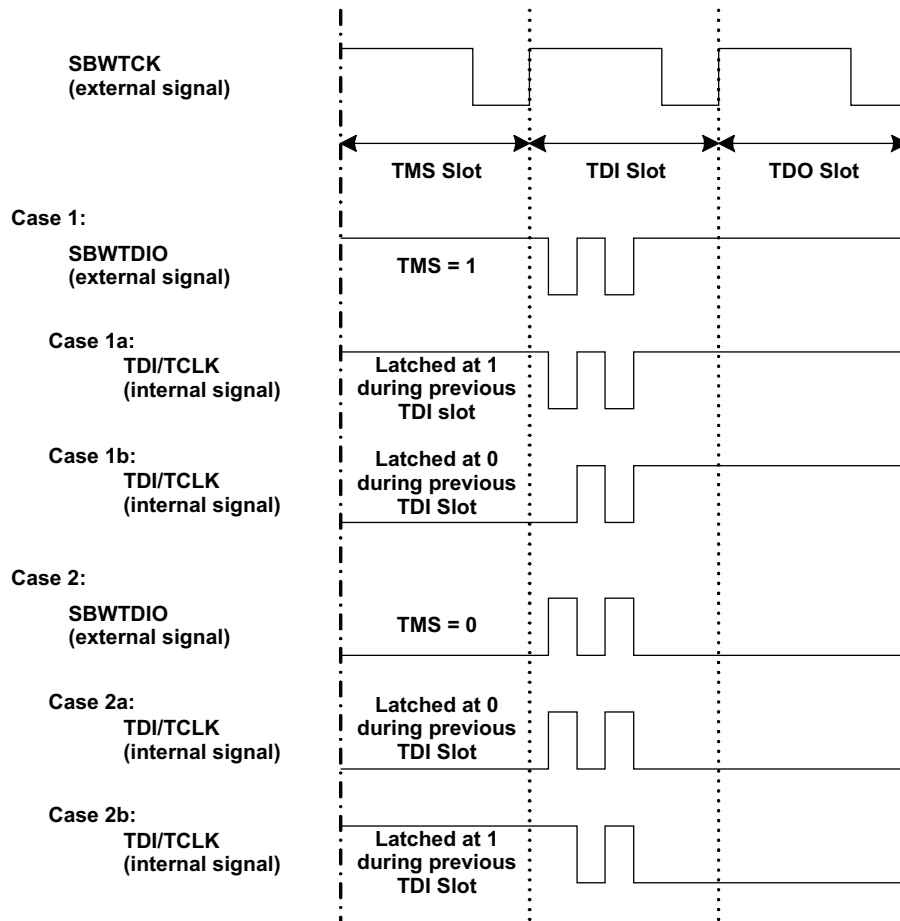 SBWTCK
(external signal)
TMS Slot
TDI Slot
TDO Slot
Case 1:
SBWTDIO
(external signal)
TMS = 1
Case 1a:
TDI/TCLK
(internal signal)
Latched at 1
during previous
TDI slot
Case 1b:
TDI/TCLK
(internal signal)
Latched at 0
during previous
TDI Slot
Case 2:
SBWTDIO
(external signal)
TMS = 0
Case 2a:
TDI/TCLK
(internal signal)
Latched at 0
during previous
TDI Slot
Case 2b:
TDI/TCLK
(internal signal)
Latched at 1
during previous
TDI Slot